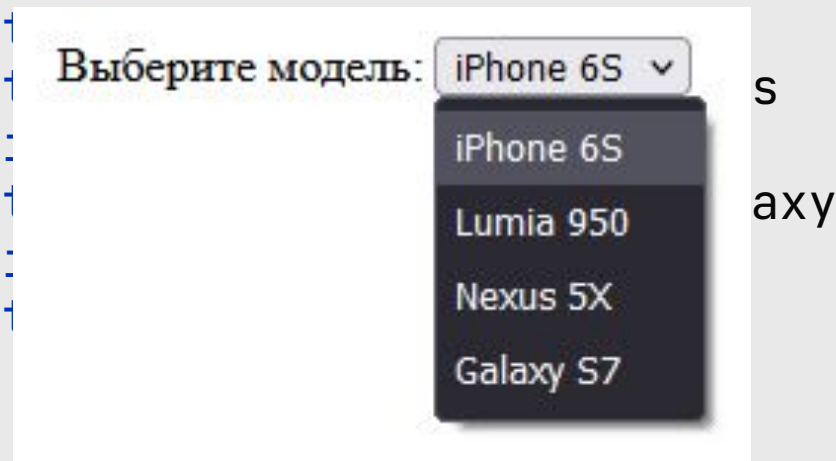 Выберите модель: iPhone 6S
s
iPhone 6S
axy
Lumia 950
Nexus 5X
Galaxy S7